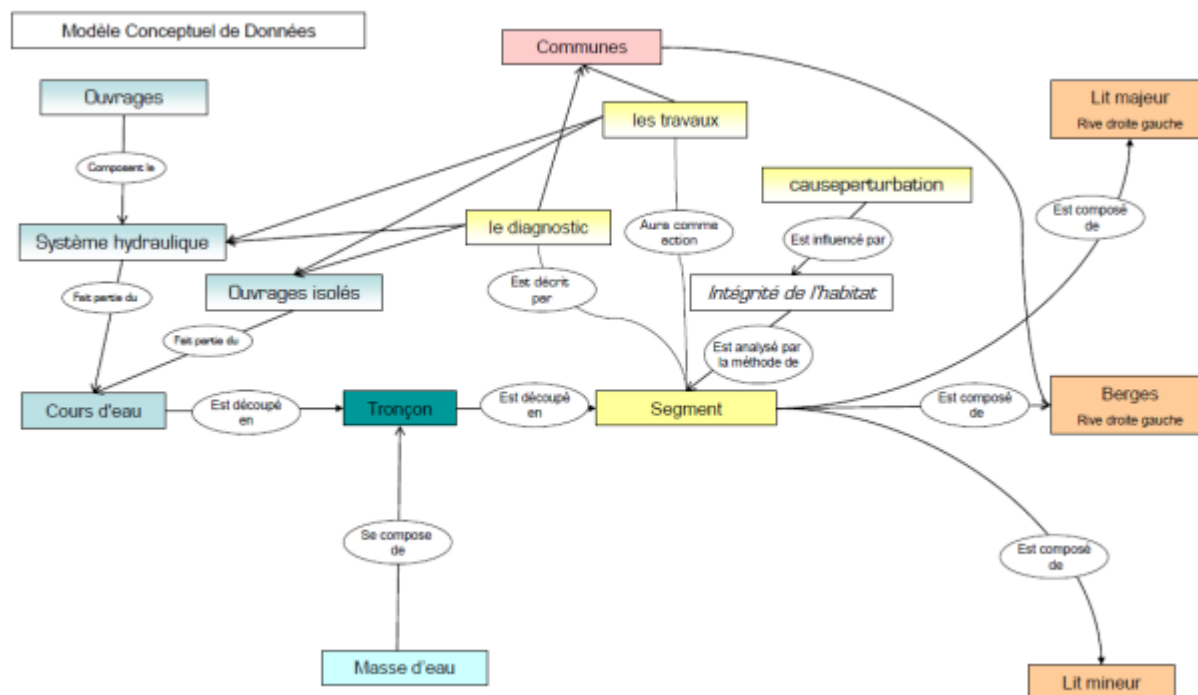 Modèle Conceptuel de Données
Communes
Ouvrages
Lit majeur
Rive droite gauche
les travaux
Composent le
causeperturbation
Système hydraulique
le diagnostic
Aura comme
action
Est influencé par
Est composé
de
Fait partie du
Ouvrages isolés
Est décrit
par
Intégrité de l'habitat
Fait partie du
Est analysé par
la méthode de
Cours d'eau
Est découpé
en
Tronçon
Est découpé
en
Segment
Est composé
de
Berges
Rive droite gauche
Se compose
de
Est composé
de
Masse d'eau
Lit mineur